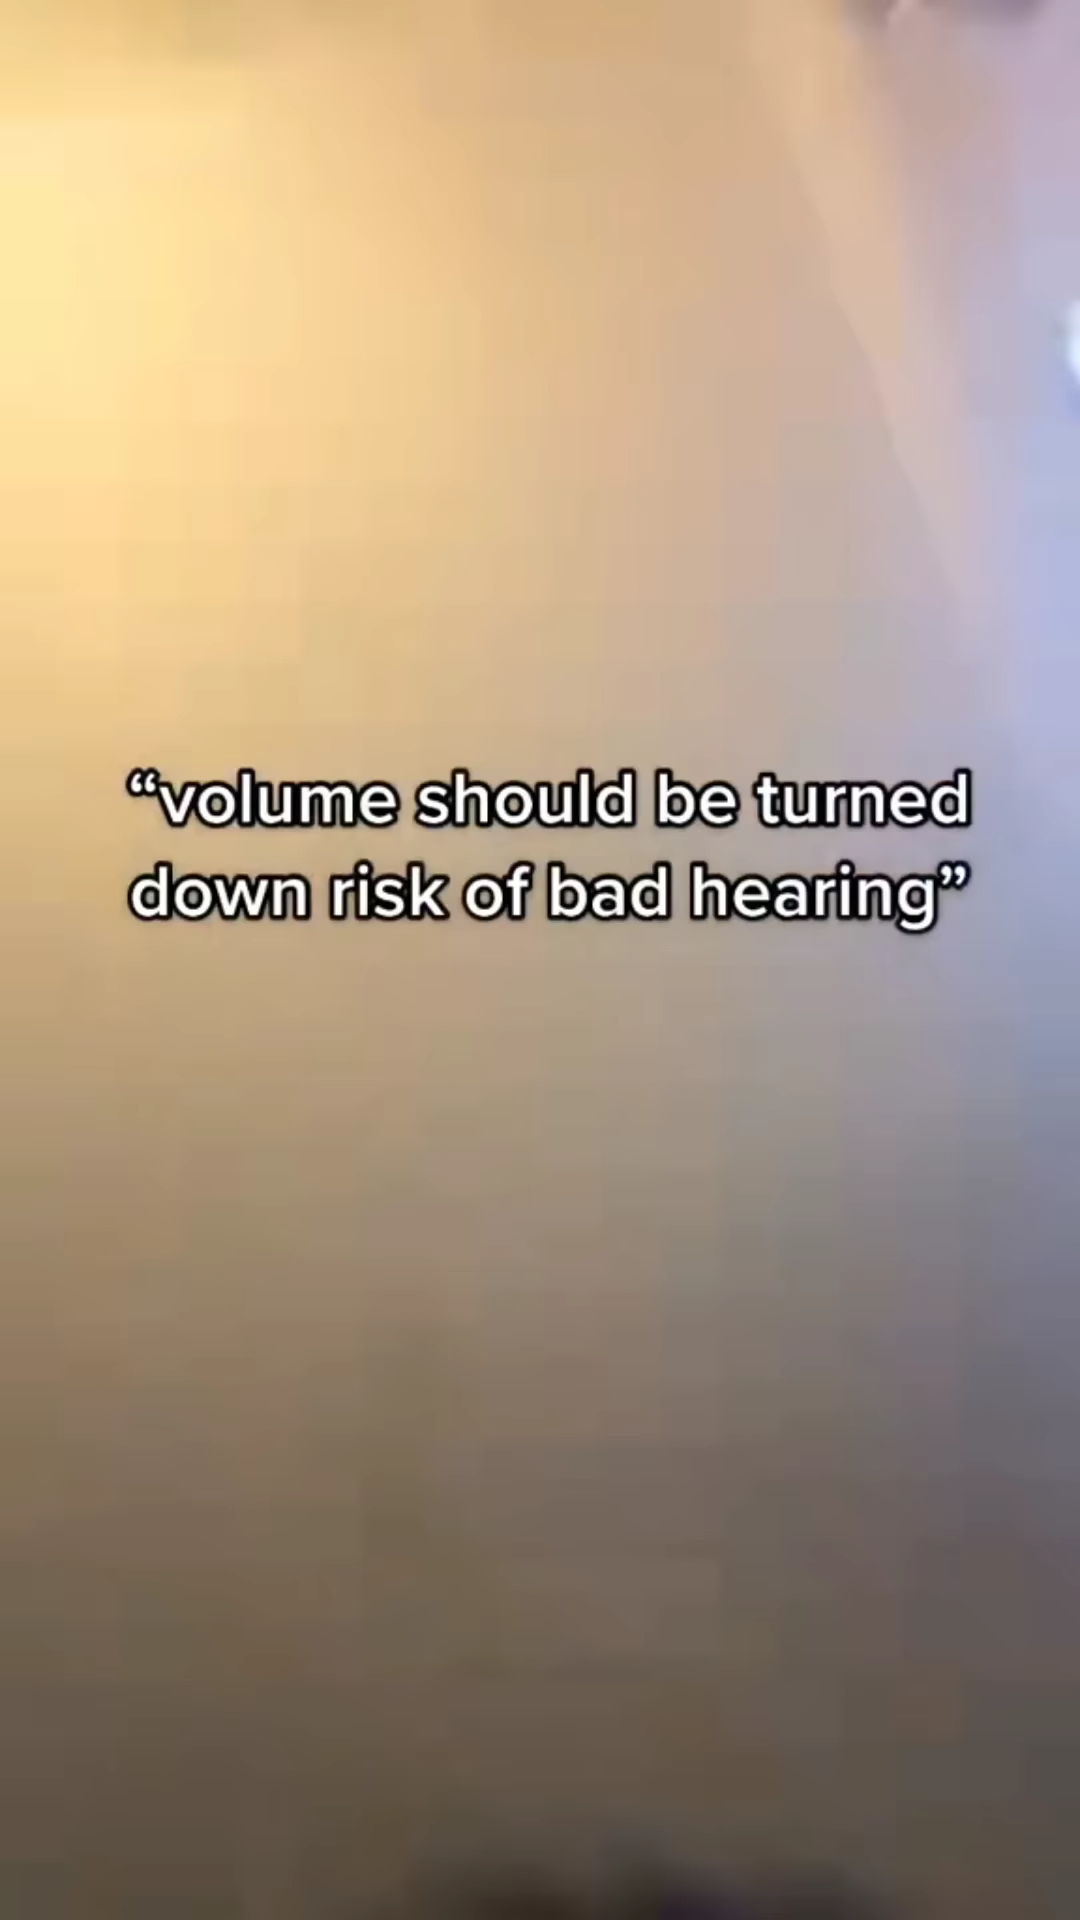 “volume should be turned
down risk of bad hearing”